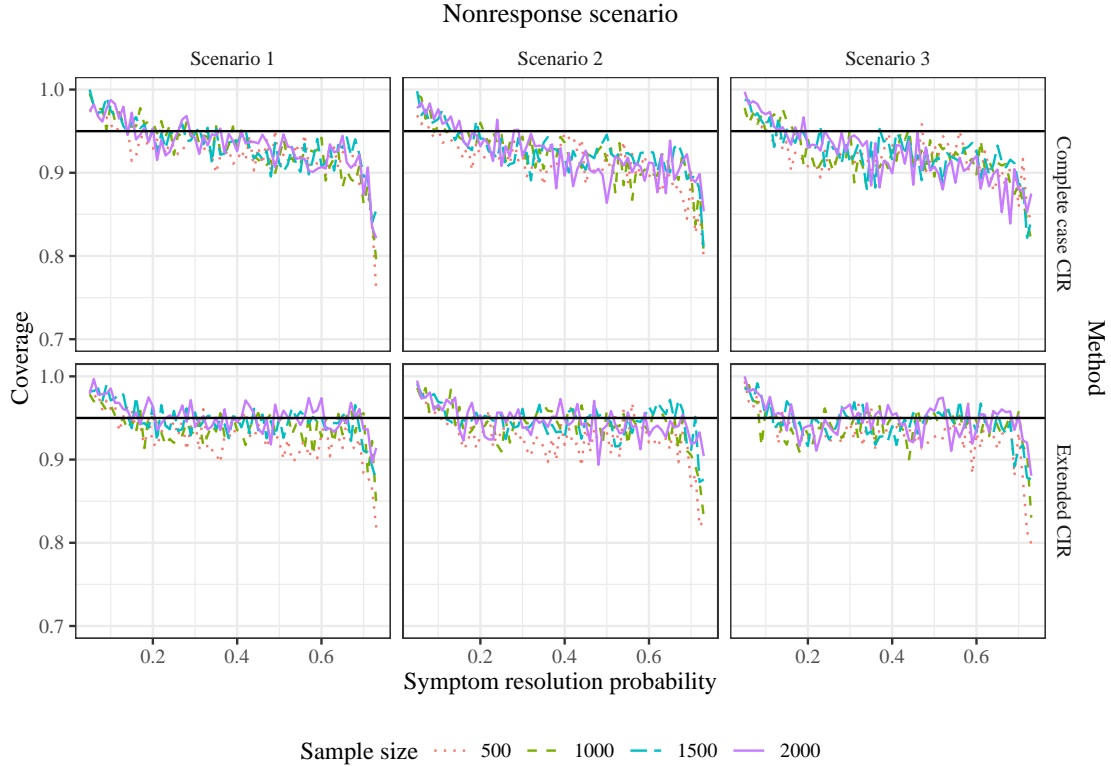 Nonresponse scenario
Scenario 1
Scenario 2
Scenario 3
1.0
0.9
0.8
0.7
Complete case CIR
1.0
0.9
0.8
0.7
Extended CIR
Coverage
Method
0.2
0.4
0.6
0.2
0.4
0.6
0.2
0.4
0.6
Symptom resolution probability
Sample size
500
1000
1500
2000